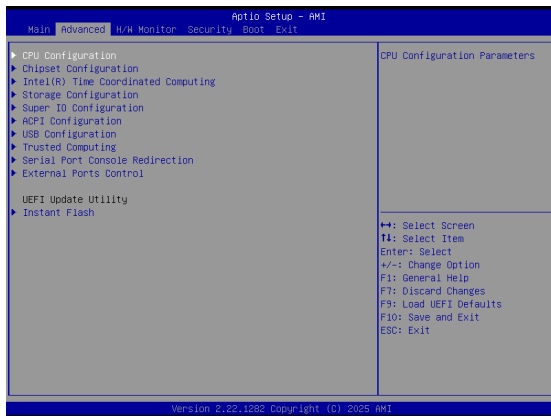 Aptio Setup - AMI
Main Advanced H/W Monitor Security Boot Exit
CPU Configuration
Chipset Configuration
Intel(R) Time Coordinated Computing
Storage Configuration
Super IO Configuration
ACPI Configuration
USB Configuration
Trusted Computing
Serial Port Console Redirection
External Ports Control
UEFI Update Utility
Instant Flash
CPU Configuration Parameters
↔: Select Screen
↑↓: Select Item
Enter: Select
+/-: Change Option
F1: General Help
F7: Discard Changes
F9: Load UEFI Defaults
F10: Save and Exit
ESC: Exit
Version 2.22.1282 Copyright (C) 2025 AMI